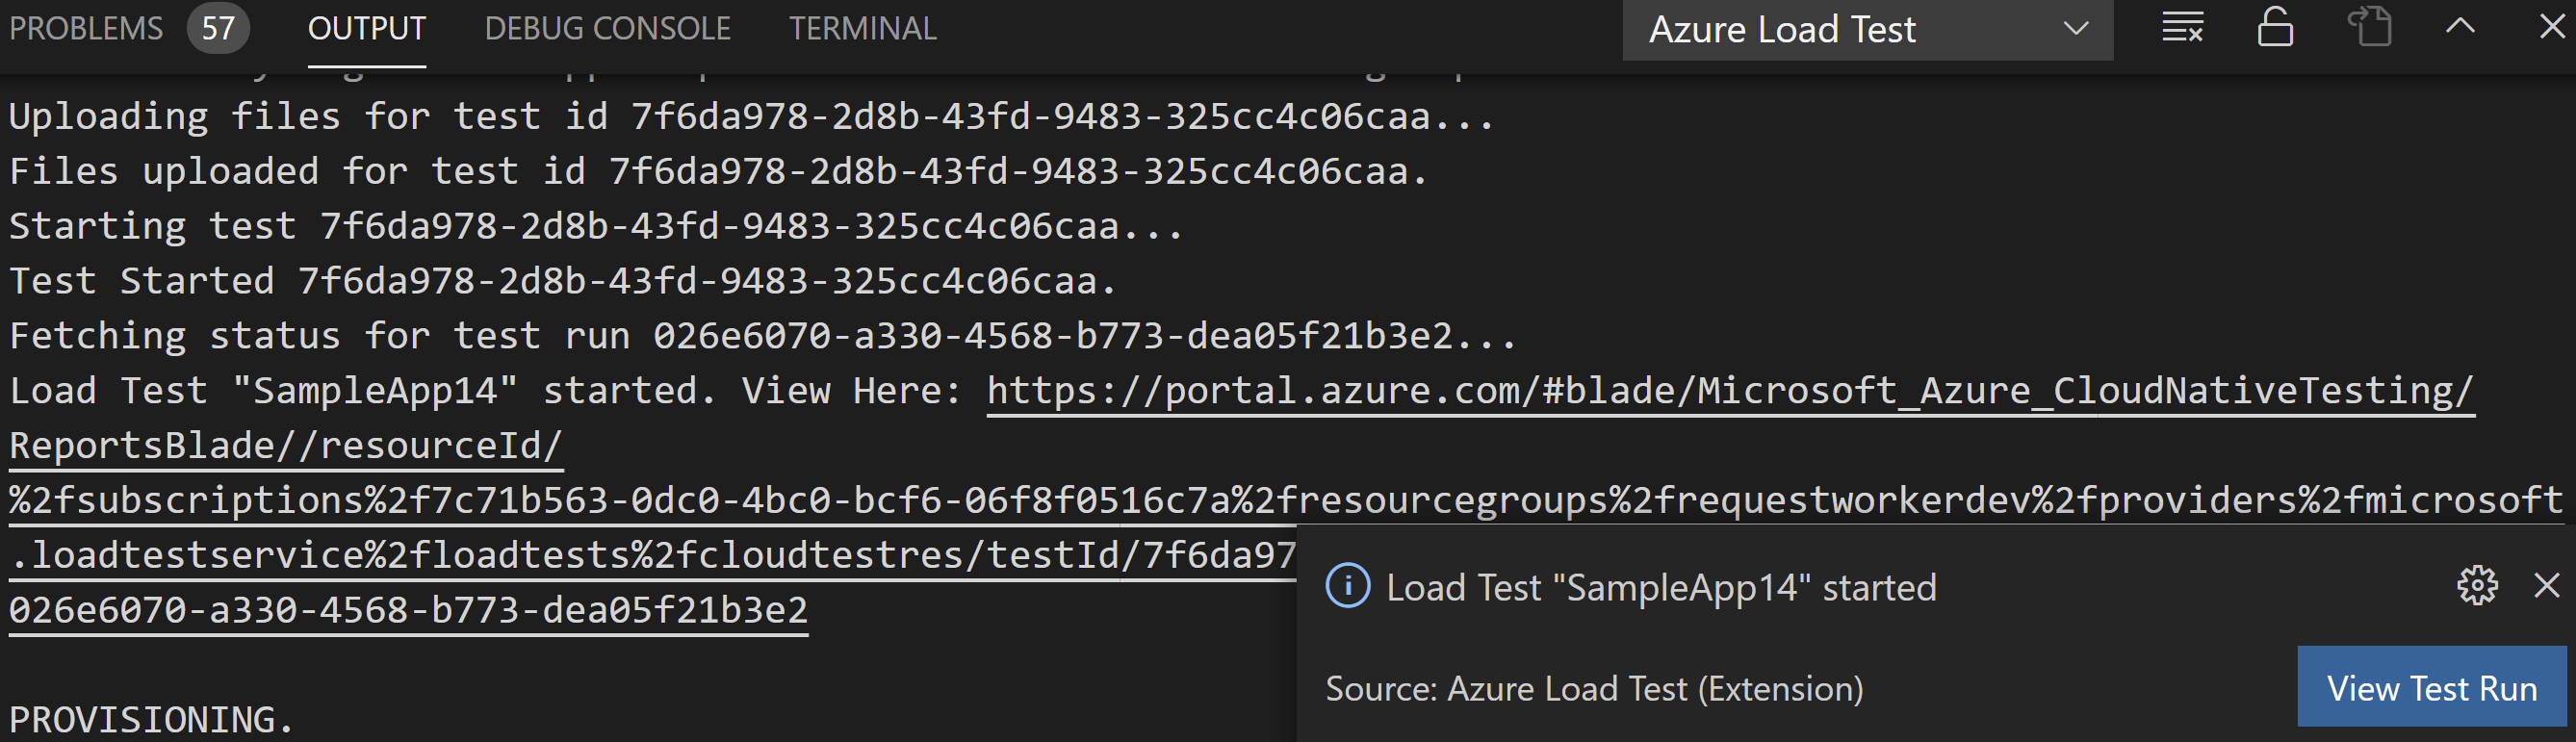 PROBLEMS 57 OUTPUT DEBUG CONSOLE TERMINAL Azure Load Test
Uploading files for test id 7f6da978-2d8b-43fd-9483-325cc4c06caa...
Files uploaded for test id 7f6da978-2d8b-43fd-9483-325cc4c06caa.
Starting test 7f6da978-2d8b-43fd-9483-325cc4c06caa...
Test Started 7f6da978-2d8b-43fd-9483-325cc4c06caa.
Fetching status for test run 026e6070-a330-4568-b773-dea05f21b3e2...
Load Test "SampleApp14" started. View Here: https://portal.azure.com/#blade/Microsoft_Azure_CloudNativeTesting/
ReportsBlade//resourceId/
%2fsubscriptions%2f7c71b563-0dc0-4bc0-bcf6-06f8f0516c7a%2fresourcegroups%2frequestworkerdev%2fproviders%2fmicrosoft
.loadtestservice%2floadtests%2fcloudtestres/testId/7f6da97
026e6070-a330-4568-b773-dea05f21b3e2
PROVISIONING.
Load Test "SampleApp14" started
Source: Azure Load Test (Extension)
View Test Run